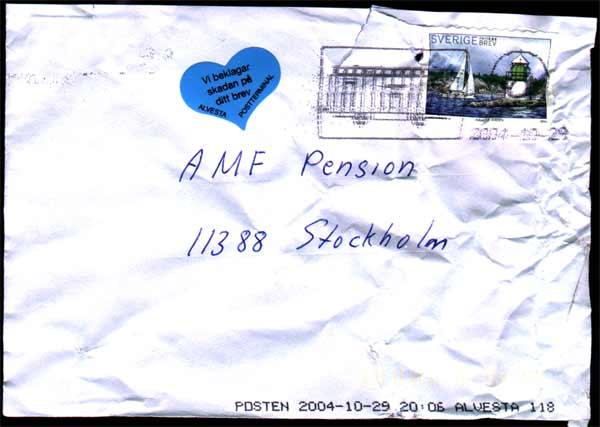 SVERIGE INRIKES BREV
Vi beklagar
skadan på
ditt brev
ALVESTA POSTTERMINAL
2004-10-29
AMF Pension
11388 Stockholm
POSTEN 2004-10-29 20:06 ALVESTA 118